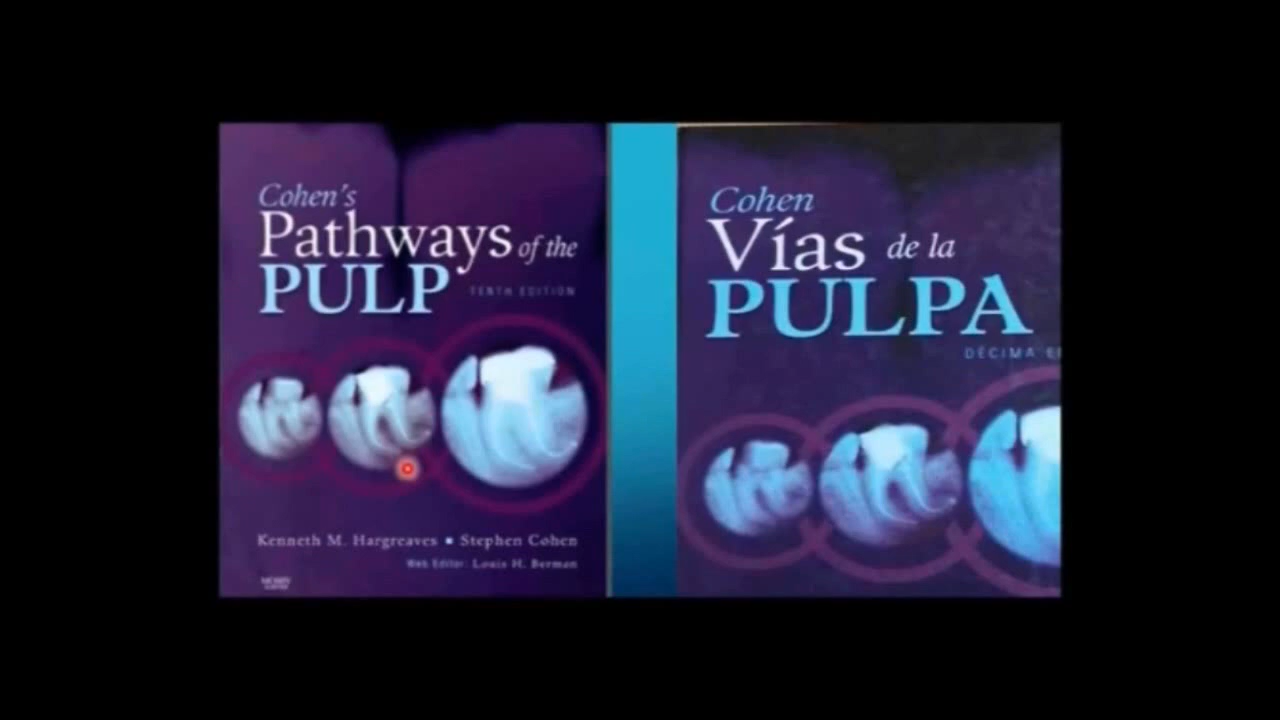 Cohen's
Pathways of the
PULP
TENTH EDITION
Kenneth M. Hargreaves ▪ Stephen Cohen
Web Editor: Louis H. Berman
MOSBY
Cohen
Vías de la
PULPA
DÉCIMA